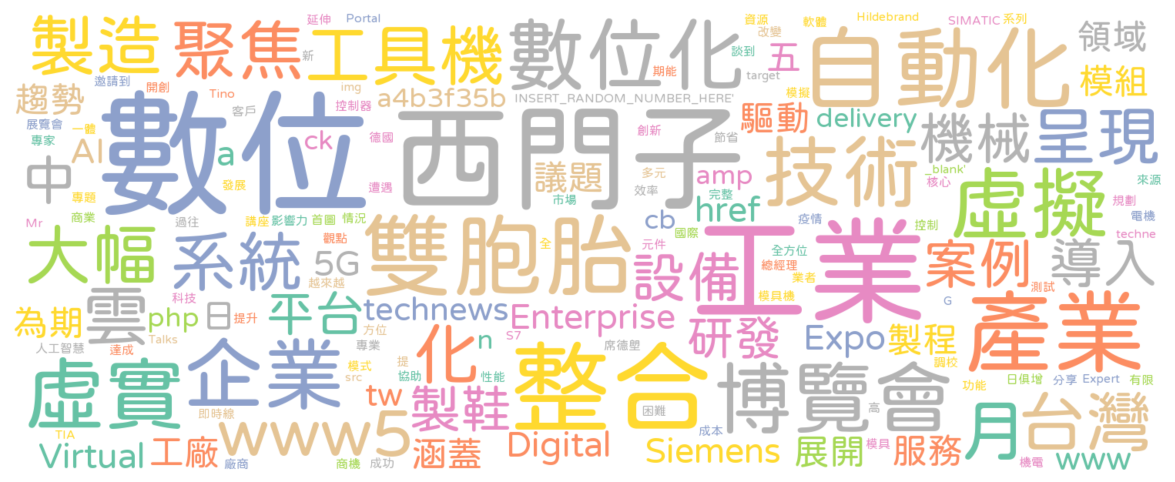 延伸 Portal 資源 軟體 Hildebrand SIMATIC 系列
製造 聚焦 工具機 數位化 改變 談到 五 自動化 領域
新 期能 target 模組
邀請到 開創 Tino img a4b3f35b INSERT_RANDOM_NUMBER_HERE' 模擬
趨勢 客戶 控制器 驅動 delivery 機械 呈現
展覽會 一體 數位 德國 西門子 創新 節省
專家 AI a ck 技術 _blank'
中 發展 遭遇 議題 多元 amp 核心 虛擬 來源
專題 效率 市場 完整 href 規劃
Mr 商業 過往 講座 影響力 首圖 情況 cb 國際 疫情 控制 電機
大幅 系統 觀點 雙胞胎 全 元件 工業 全方位 techne
5G 設備 總經理 業者 案例 導入
越來越 模具機 測試
雲 科技 平台 technews G
為期 php 日 提升 Enterprise 研發 Expo 製程 產業
人工智慧 達成 Talks 方位 專業 化 n S7 席德塱 鋼校
虛實 企業 模式 提 整合 博覽會 功能 日俱增 分享 Expert 有限
src 協助 性能
即時線 tw 製鞋 困難 高 月 台灣
TIA www5 成本
Virtual 工廠 廠商 商機 成功 涵蓋 Digital Siemens 展開 模具 服務 機電 www